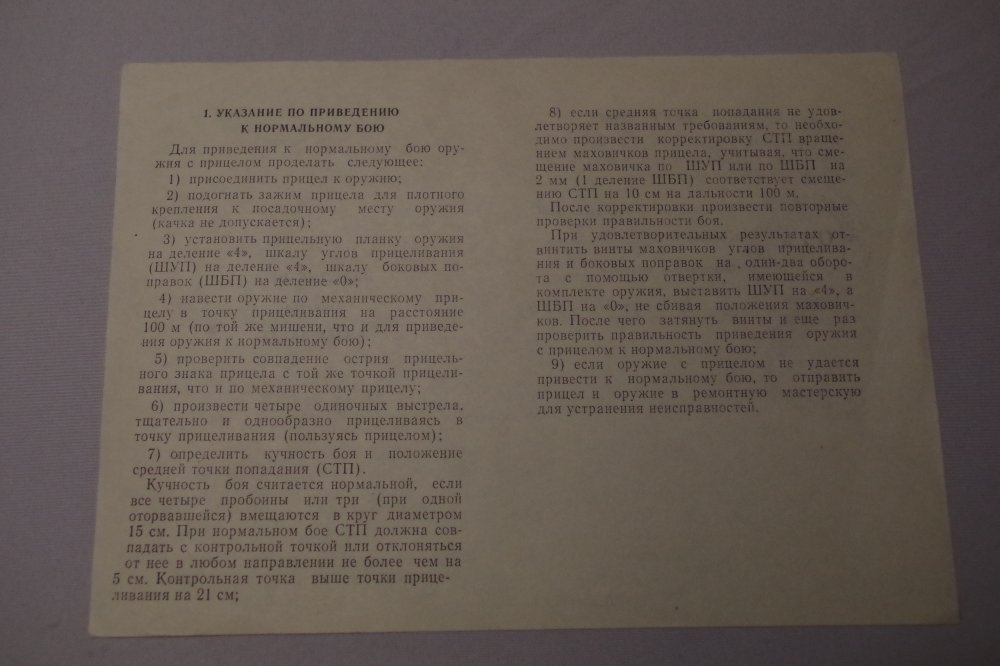 1. УКАЗАНИЕ ПО ПРИВЕДЕНИЮ
К НОРМАЛЬНОМУ БОЮ
Для приведения к нормальному бою ору-
жия с прицелом проделать следующее:
1) присоединить прицел к оружию;
2) подогнать зажим прицела для плотного
крепления к посадочному месту оружия
(качка не допускается);
3) установить прицельную планку оружия
на деление «4», шкалу углов прицеливания
(ШУП) на деление «4», шкалу боковых по-
правок (ШБП) на деление «0»;
4) навести оружие по механическому при-
целу в точку прицеливания на расстояние
100 м (по той же мишени, что и для приведе-
ния оружия к нормальному бою);
5) проверить совпадение острия прицель-
ного знака прицела с той же точкой прицели-
вания, что и по механическому прицелу;
6) произвести четыре одиночных выстрела,
тщательно и однообразно прицеливаясь в
точку прицеливания (пользуясь прицелом);
7) определить кучность боя и положение
средней точки попадания (СТП).
Кучность боя считается нормальной, если
все четыре пробоины или три (при одной
оторвавшейся) вмещаются в круг диаметром
15 см. При нормальном бое СТП должна сов-
падать с контрольной точкой или отклоняться
от нее в любом направлении не более чем на
5 см. Контрольная точка выше точки прице-
ливания на 21 см;
8) если средняя точка попадания не удов-
летворяет названным требованиям, то необхо-
димо произвести корректировку СТП враще-
нием маховичков прицела, учитывая, что сме-
щение маховичка по ШУП или по ШБП на
2 мм (1 деление ШБП) соответствует смеще-
нию СТП на 10 см на дальности 100 м.
После корректировки произвести повторные
проверки правильности боя.
При удовлетворительных результатах от-
винтить винты маховичков углов прицелива-
ния и боковых поправок на один-два оборо-
та с помощью отвертки, имеющейся в
комплекте оружия, выставить ШУП на «4», а
ШБП на «0», не сбивая положения махович-
ков. После чего затянуть винты и еще раз
проверить правильность приведения оружия
с прицелом к нормальному бою;
9) если оружие с прицелом не удается
привести к нормальному бою, то отправить
прицел и оружие в ремонтную мастерскую
для устранения неисправностей.